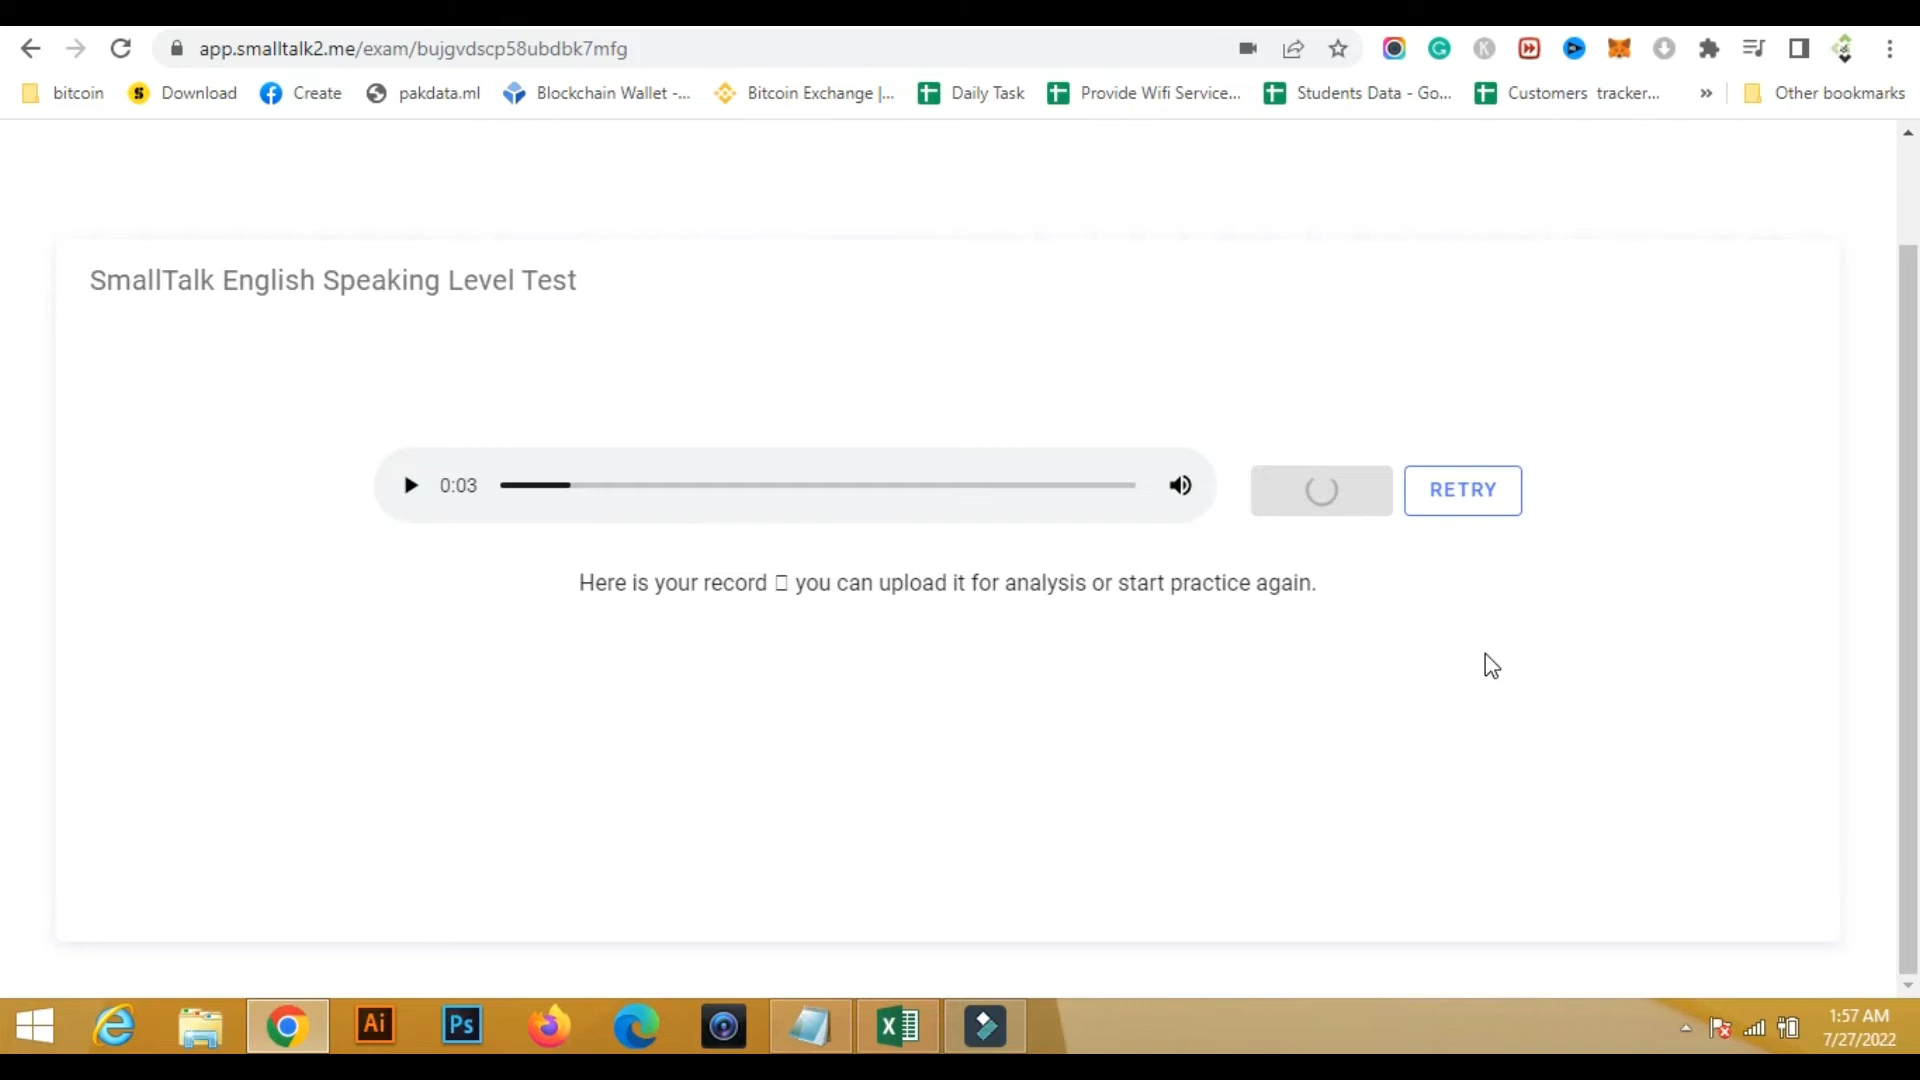 app.smalltalk2.me/exam/bujgvdscp58ubdbk7mfg
bitcoin Download Create pakdata.ml Blockchain Wallet -... Bitcoin Exchange |... Daily Task Provide Wifi Service... Students Data - Go... Customers tracker... » Other bookmarks
SmallTalk English Speaking Level Test
0:03 RETRY
Here is your record you can upload it for analysis or start practice again.
Ai Ps
1:57 AM
7/27/2022